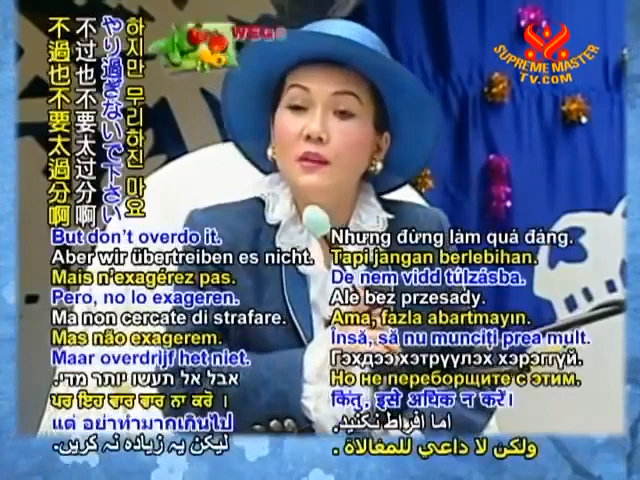 하지만 무리하진 마요
やり過ぎないで下さい
不过也不要太过分啊
不過也不要太過分啊
SUPREME MASTER
TV.COM
But don't overdo it.
Aber wir übertreiben es nicht.
Mais n'exagérez pas.
Pero, no lo exageren.
Ma non cercate di strafare.
Mas não exagerem.
Maar overdrijf het niet.
אבל אל תעשו יותר מדי.
ਪਰ ਇਹ ਵਾਰ ਵਾਰ ਨਾ ਕਰੋ ।
แต่ อย่าทำมากเกินไป
لیکن یہ زیادہ نہ کریں.
Nhưng đừng làm quá đáng.
Tapi jangan berlebihan.
De nem vidd túlzásba.
Ale bez przesady.
Ama, fazla abartmayın.
Însă, să nu munciți prea mult.
Гэхдээ хэтрүүлэх хэрэггүй.
Но не переборщите с этим.
किंतु, इसे अधिक न करें।
اما افراط نکنید.
ولكن لا داعي للمغالاة .